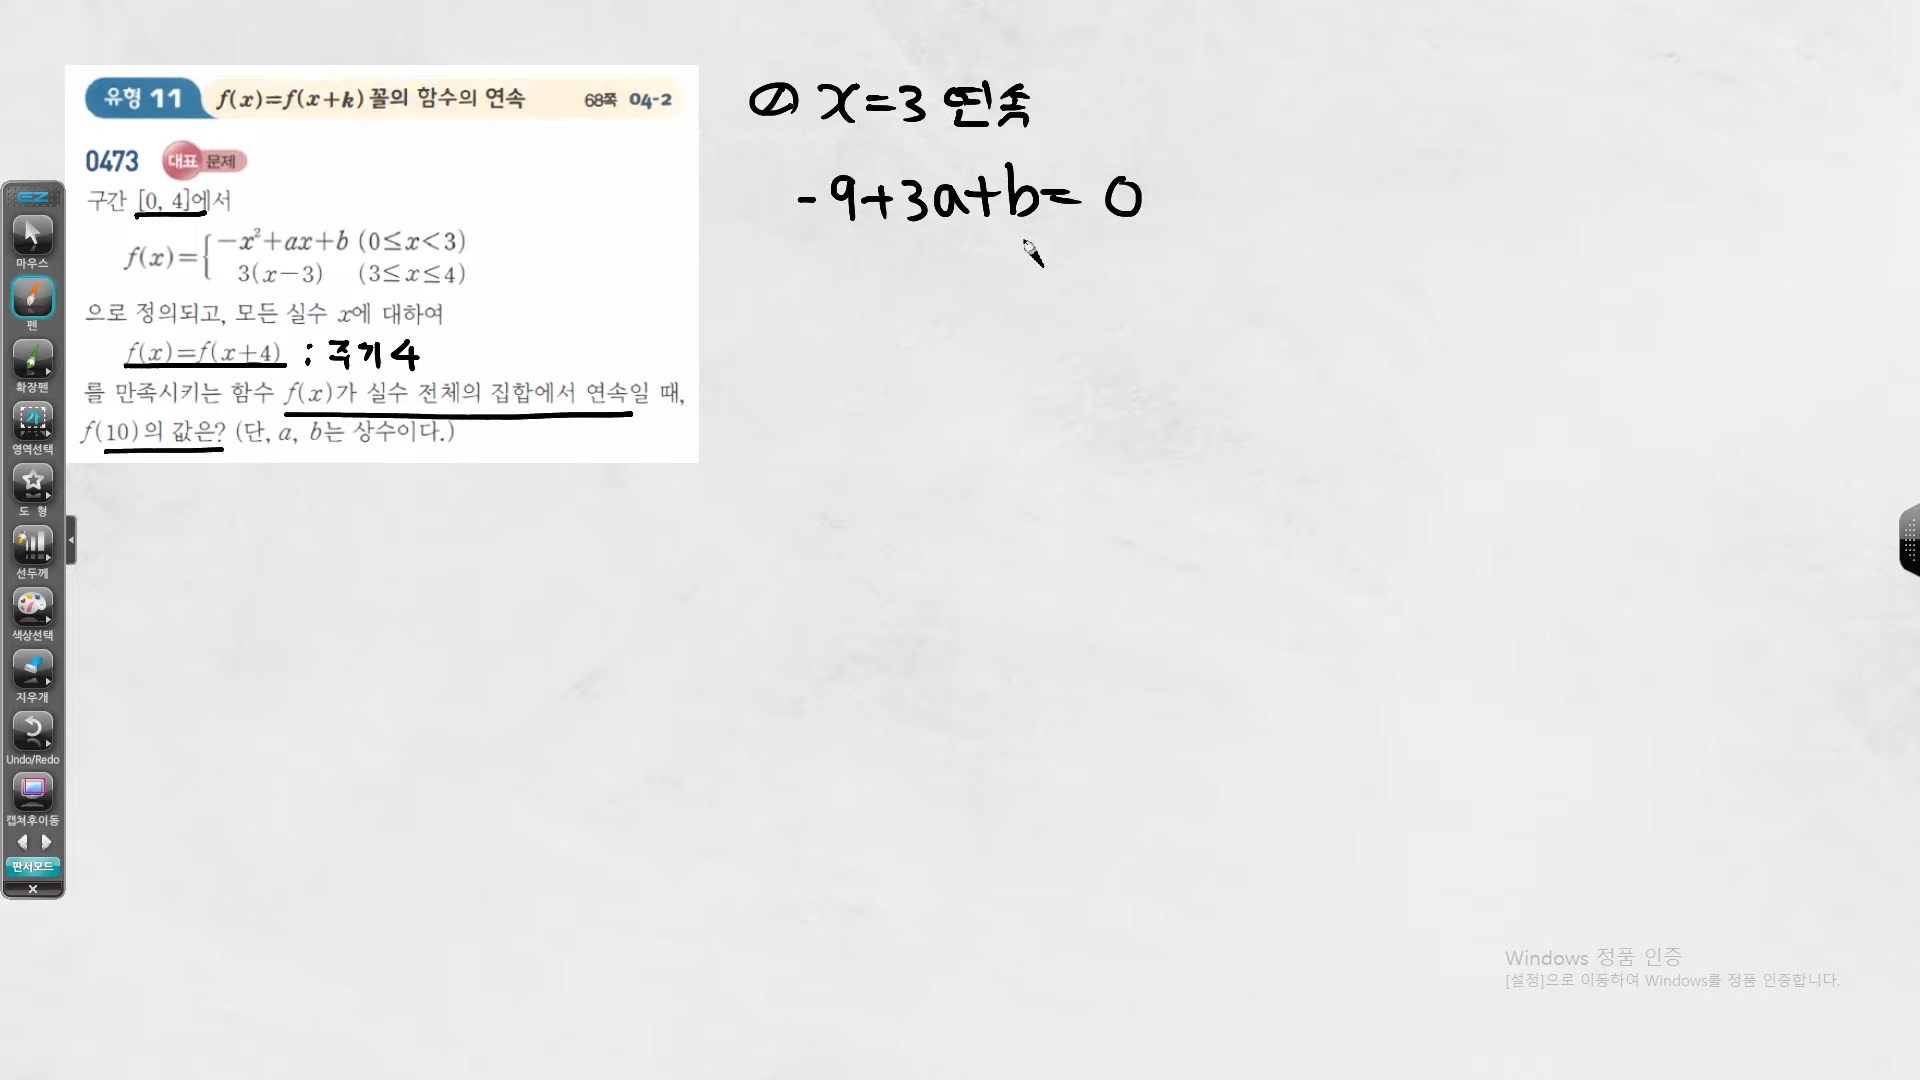 유형 11 f(x)=f(x+k) 꼴의 함수의 연속 68쪽 04-2
0473 대표 문제
구간 [0, 4]에서
f(x)={ -x²+ax+b (0≤x<3)
3(x-3) (3≤x≤4)
으로 정의되고, 모든 실수 x에 대하여
f(x)=f(x+4) : 주기 4
를 만족시키는 함수 f(x)가 실수 전체의 집합에서 연속일 때,
f(10)의 값은? (단, a, b는 상수이다.)
x=3 연속
-9+3a+b= 0
EZ
마우스
펜
확장펜
가
영역선택
도 형
선두께
색상선택
지우개
Undo/Redo
캡쳐후이동
판서모드
x
Windows 정품 인증
[설정]으로 이동하여 Windows를 정품 인증합니다.